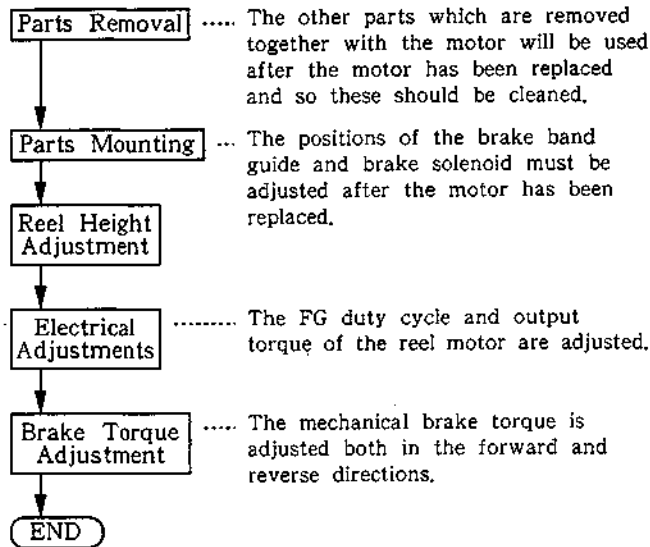 Parts Removal ..... The other parts which are removed
together with the motor will be used
after the motor has been replaced
and so these should be cleaned.
Parts Mounting ... The positions of the brake band
guide and brake solenoid must be
adjusted after the motor has been
replaced.
Reel Height
Adjustment
Electrical
Adjustments ......... The FG duty cycle and output
torque of the reel motor are adjusted.
Brake Torque
Adjustment ..... The mechanical brake torque is
adjusted both in the forward and
reverse directions.
END